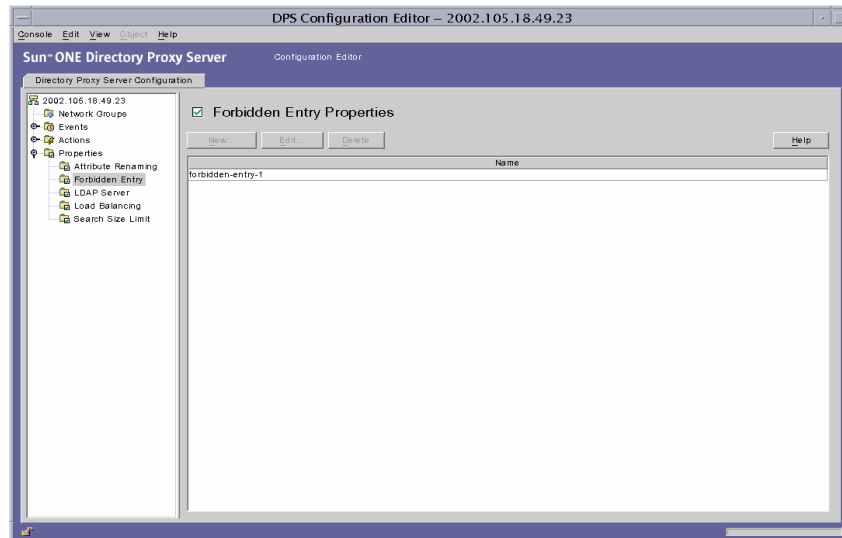 DPS Configuration Editor – 2002.105.18.49.23
Console Edit View Object Help
Sun™ ONE Directory Proxy Server Configuration Editor
Directory Proxy Server Configuration
2002.105.18.49.23
Network Groups
Events
Actions
Properties
Attribute Renaming
Forbidden Entry
LDAP Server
Load Balancing
Search Size Limit
Forbidden Entry Properties
New... Edit... Delete Help
Name
forbidden-entry-1